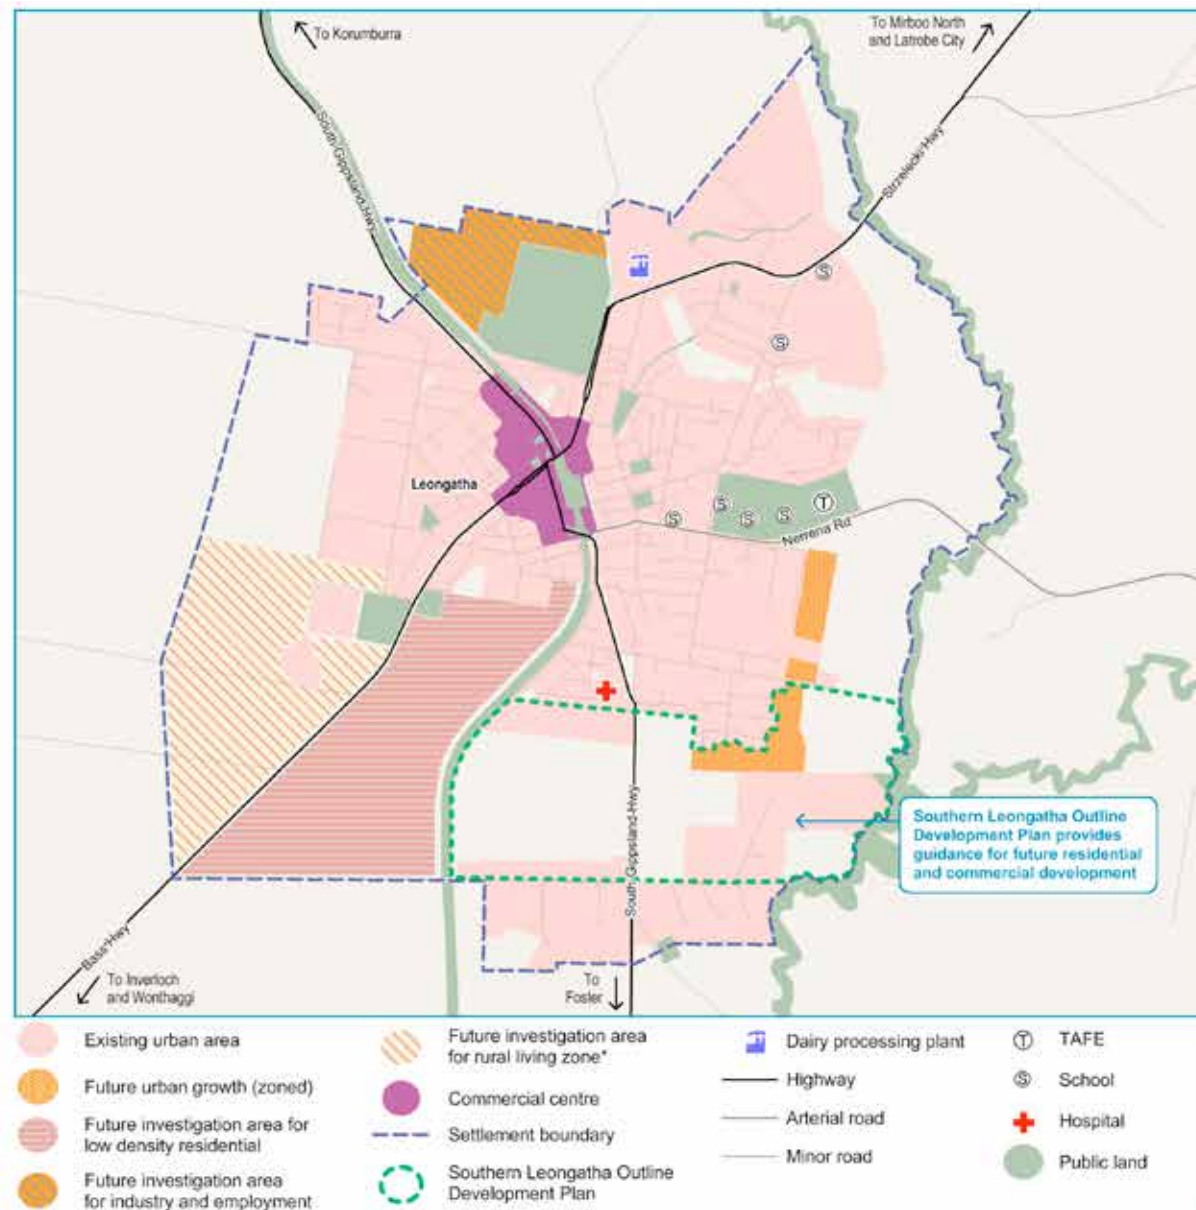 To Korumburra
To Mirboo North
and Latrobe City
South Gippsland Hwy
Strzelecki Hwy
S
S
Leongatha
S
S
S
S
T
Nerrena Rd
Southern Leongatha Outline
Development Plan provides
guidance for future residential
and commercial development
South Gippsland Hwy
Bass Hwy
To Inverloch
and Wonthaggi
To
Foster
Existing urban area
Future urban growth (zoned)
Future investigation area for
low density residential
Future investigation area
for industry and employment
Future investigation area
for rural living zone*
Commercial centre
Settlement boundary
Southern Leongatha Outline
Development Plan
Dairy processing plant
Highway
Arterial road
Minor road
T TAFE
S School
Hospital
Public land